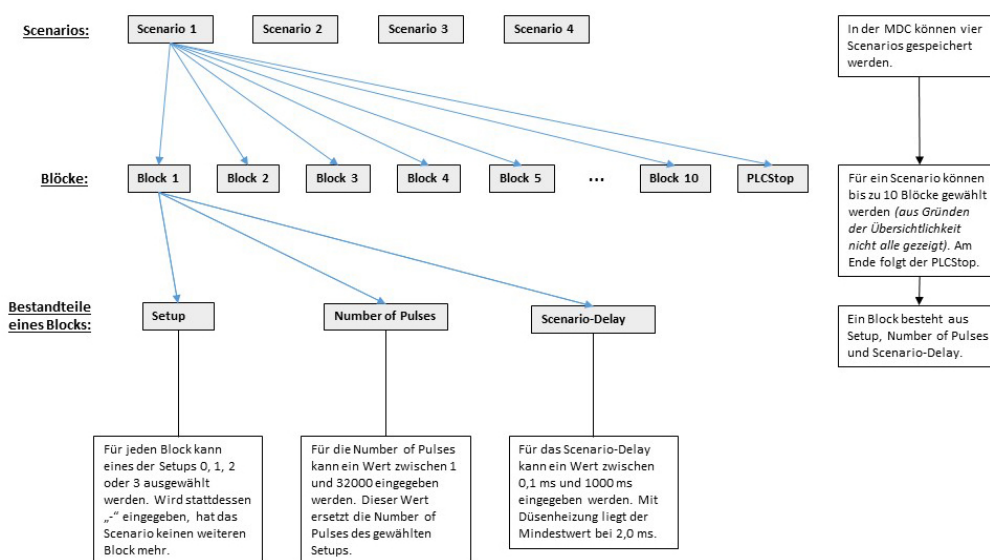 Scenarios:
Scenario 1
Scenario 2
Scenario 3
Scenario 4
In der MDC können vier
Scenarios gespeichert
werden.
Blöcke:
Block 1
Block 2
Block 3
Block 4
Block 5
...
Block 10
PLCStop
Für ein Scenario können
bis zu 10 Blöcke gewählt
werden (aus Gründen
der Übersichtlichkeit
nicht alle gezeigt). Am
Ende folgt der PLCStop.
Bestandteile
eines Blocks:
Setup
Number of Pulses
Scenario-Delay
Ein Block besteht aus
Setup, Number of Pulses
und Scenario-Delay.
Für jeden Block kann
eines der Setups 0, 1, 2
oder 3 ausgewählt
werden. Wird stattdessen
„-“ eingegeben, hat das
Scenario keinen weiteren
Block mehr.
Für die Number of Pulses
kann ein Wert zwischen 1
und 32000 eingegeben
werden. Dieser Wert
ersetzt die Number of
Pulses des gewählten
Setups.
Für das Scenario-Delay
kann ein Wert zwischen
0,1 ms und 1000 ms
eingegeben werden. Mit
Düsenheizung liegt der
Mindestwert bei 2,0 ms.